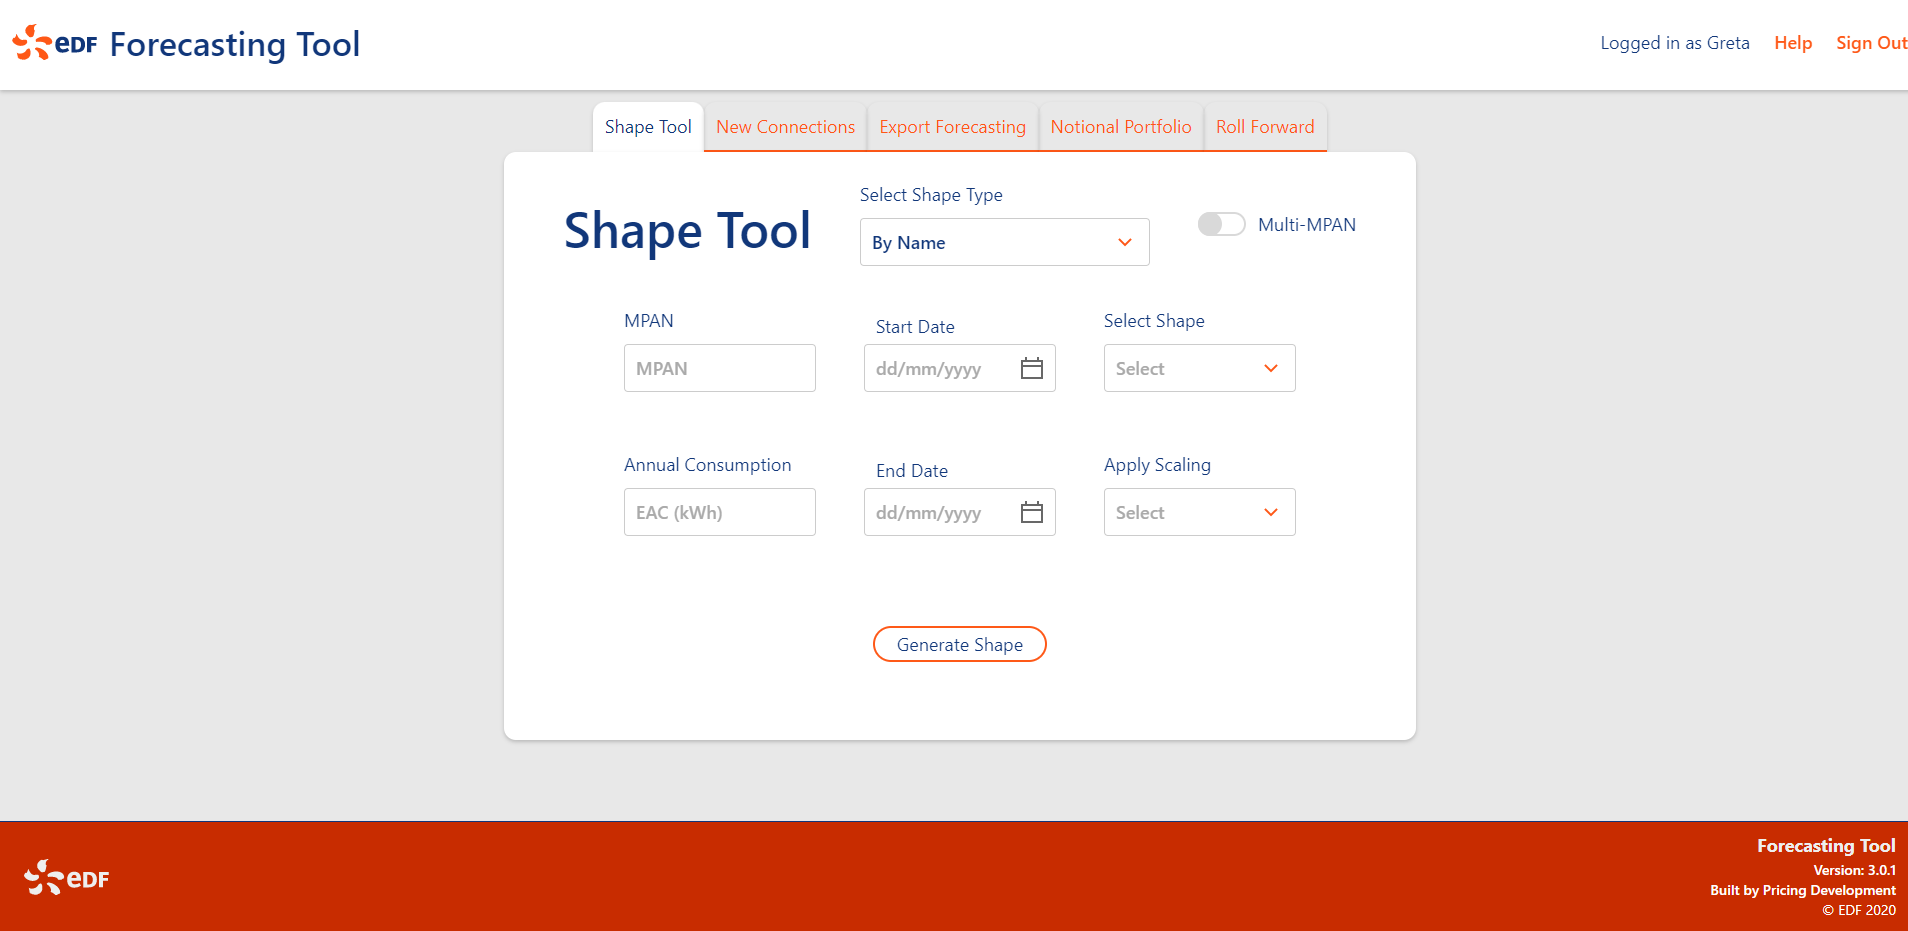 eDF Forecasting Tool
Logged in as Greta Help Sign Out
Shape Tool New Connections Export Forecasting Notional Portfolio Roll Forward
Shape Tool
Select Shape Type
By Name
Multi-MPAN
MPAN Start Date Select Shape
MPAN dd/mm/yyyy Select
Annual Consumption End Date Apply Scaling
EAC (kWh) dd/mm/yyyy Select
Generate Shape
eDF
Forecasting Tool
Version: 3.0.1
Built by Pricing Development
© EDF 2020